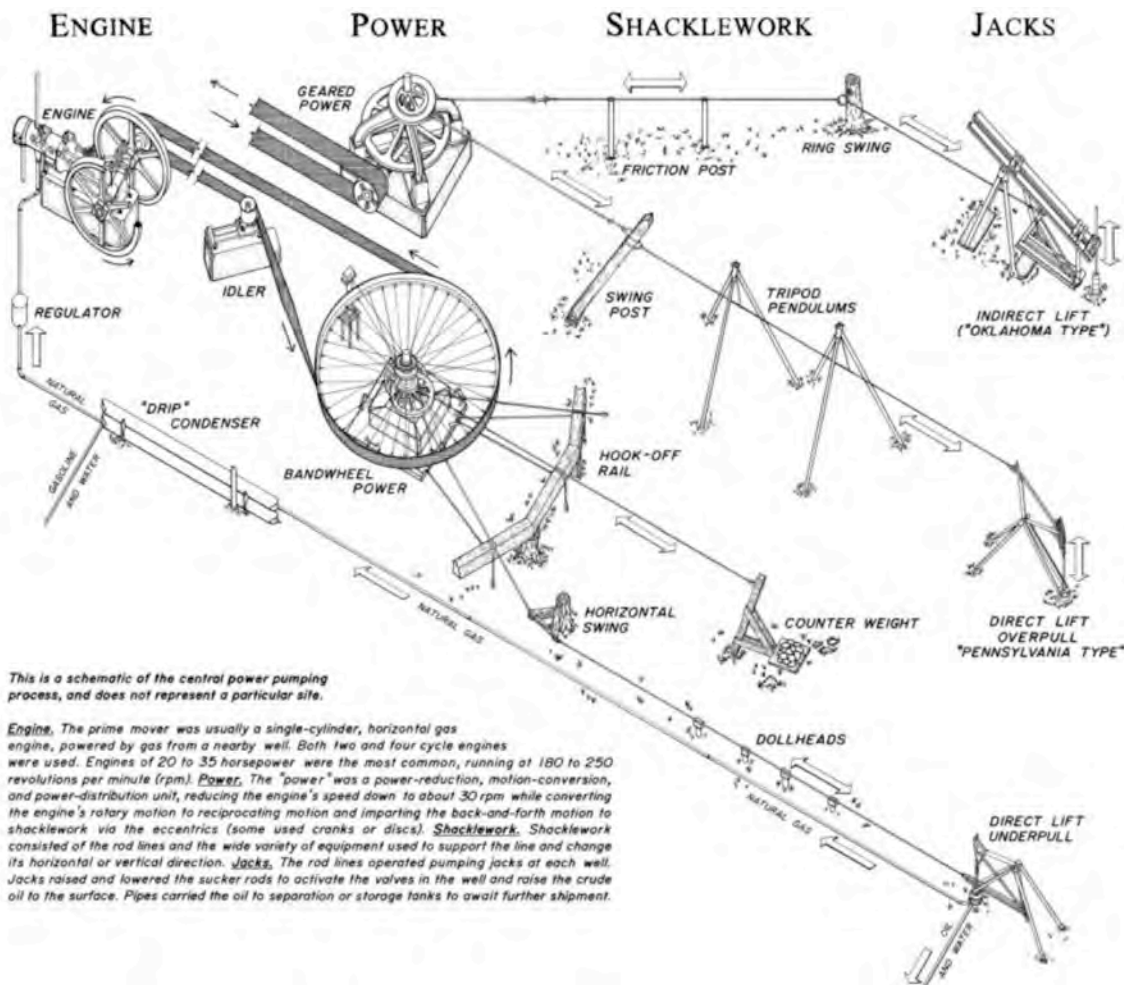 ENGINE
POWER
SHACKLEWORK
JACKS
ENGINE
GEARED
POWER
FRICTION POST
RING SWING
IDLER
REGULATOR
SWING
POST
TRIPOD
PENDULUMS
INDIRECT LIFT
("OKLAHOMA TYPE")
NATURAL
GAS
"DRIP"
CONDENSER
GASOLINE
AND WATER
BANDWHEEL
POWER
HOOK-OFF
RAIL
NATURAL GAS
HORIZONTAL
SWING
COUNTER WEIGHT
DIRECT LIFT
OVERPULL
"PENNSYLVANIA TYPE"
DOLLHEADS
NATURAL GAS
DIRECT LIFT
UNDERPULL
OIL
AND WATER
This is a schematic of the central power pumping
process, and does not represent a particular site.
Engine. The prime mover was usually a single-cylinder, horizontal gas
engine, powered by gas from a nearby well. Both two and four cycle engines
were used. Engines of 20 to 35 horsepower were the most common, running at 180 to 250
revolutions per minute (rpm). Power. The "power" was a power-reduction, motion-conversion,
and power-distribution unit, reducing the engine's speed down to about 30 rpm while converting
the engine's rotary motion to reciprocating motion and imparting the back-and-forth motion to
shacklework via the eccentrics (some used cranks or discs). Shacklework. Shacklework
consisted of the rod lines and the wide variety of equipment used to support the line and change
its horizontal or vertical direction. Jacks. The rod lines operated pumping jacks at each well.
Jacks raised and lowered the sucker rods to activate the valves in the well and raise the crude
oil to the surface. Pipes carried the oil to separation or storage tanks to await further shipment.